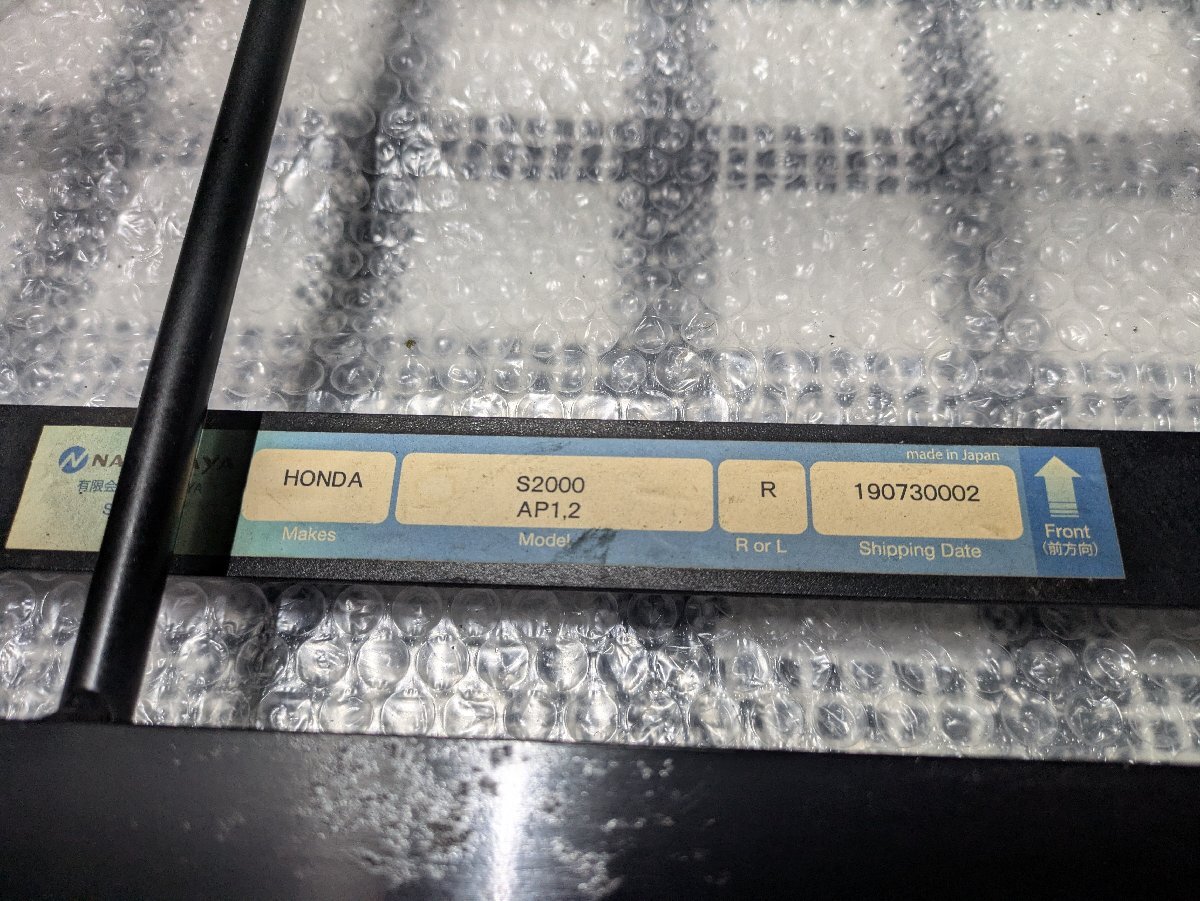 有限会
HONDA
Makes
S2000
AP1,2
Model
R
R or L
made in Japan
190730002
Shipping Date
Front
(前方向)